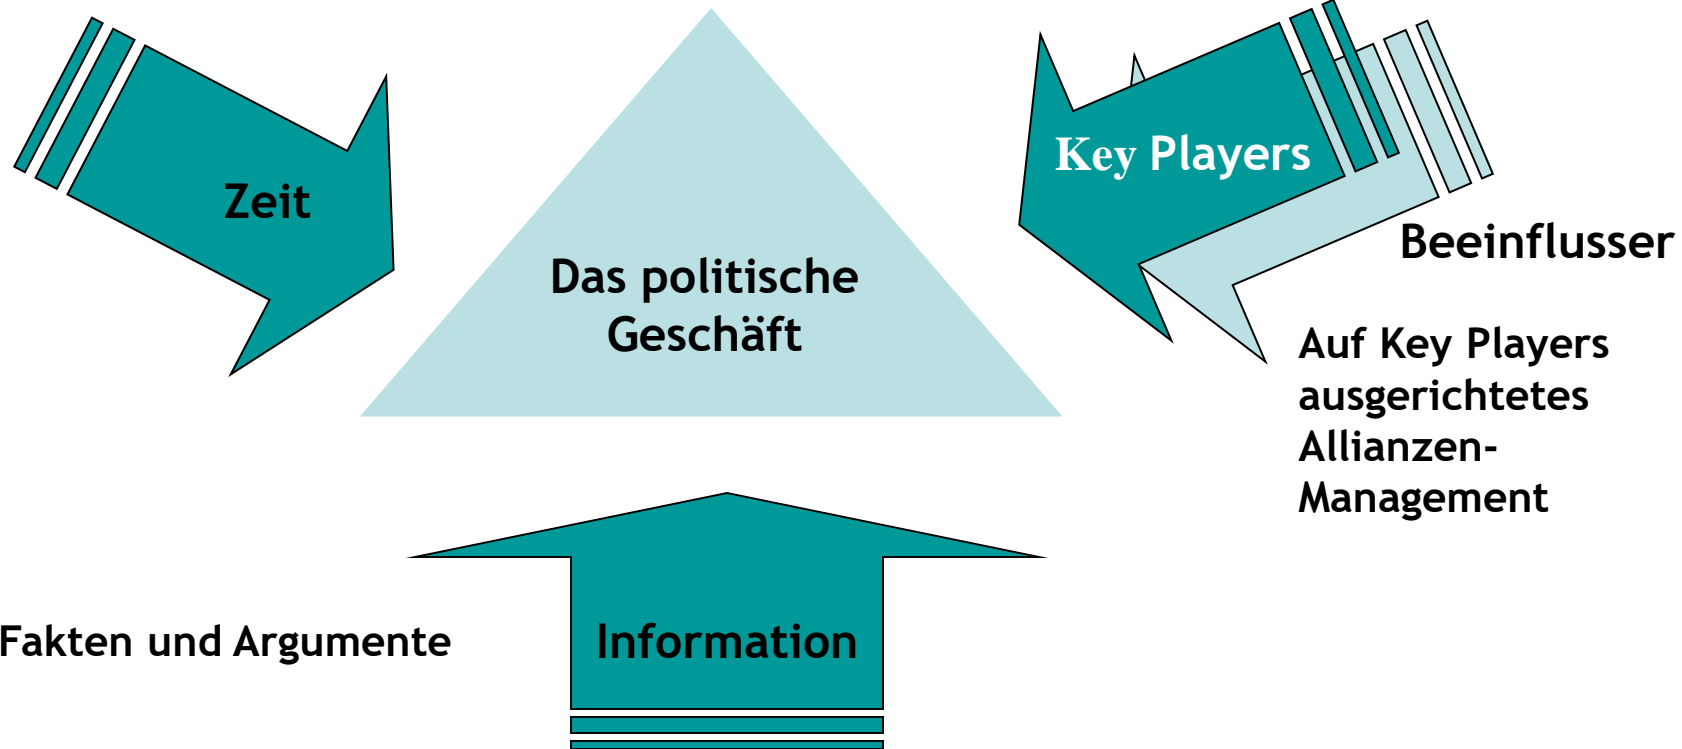 Key Players
Zeit
Beeinflusser
Das politische
Geschäft
Auf Key Players
ausgerichtetes
Allianzen-
Management
Fakten und Argumente
Information